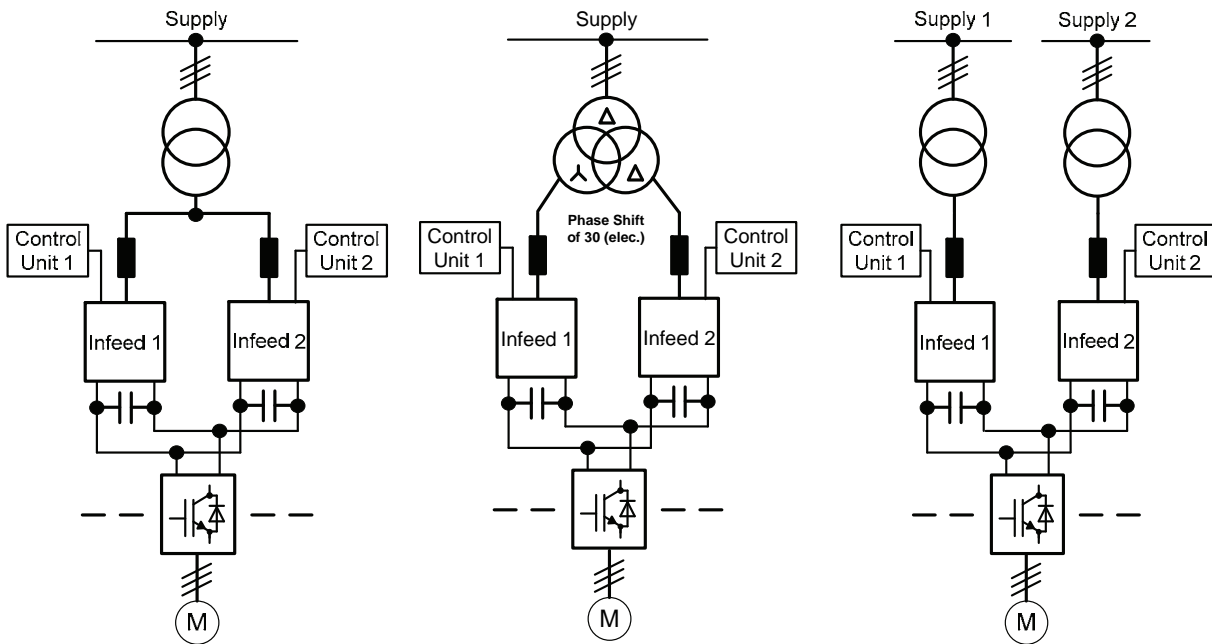 Supply
Control
Unit 1
Control
Unit 2
Infeed 1
Infeed 2
M
Supply
Δ
Δ
Phase Shift
of 30 (elec.)
Control
Unit 1
Control
Unit 2
Infeed 1
Infeed 2
M
Supply 1
Supply 2
Control
Unit 1
Control
Unit 2
Infeed 1
Infeed 2
M